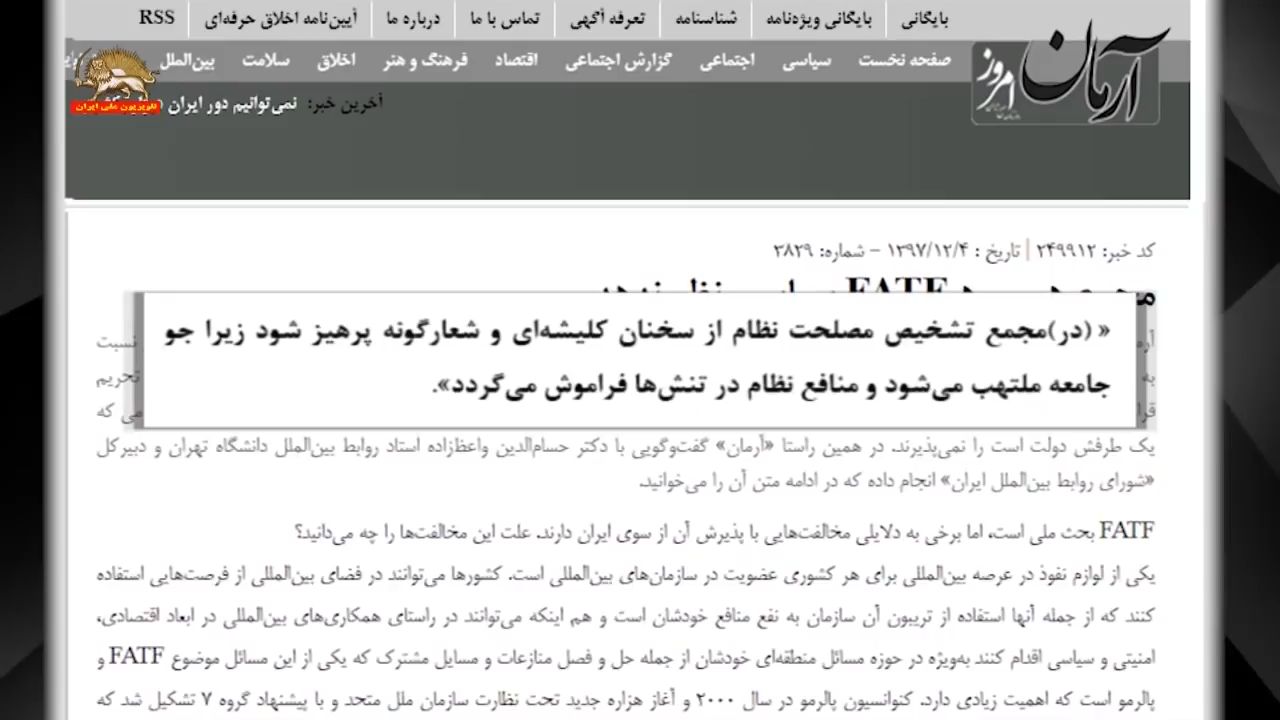 بایگانی بایگانی ویژه‌نامه شناسنامه تعرفه آگهی تماس با ما درباره ما آیین‌نامه اخلاق حرفه‌ای RSS
آرمان امروز
صفحه نخست سیاسی اجتماعی گزارش اجتماعی اقتصاد فرهنگ و هنر اخلاق سلامت بین‌الملل
تلویزیون ملی ایران
آخرین خبر: نمی‌توانیم دور ایران
کد خبر: ۲۴۹۹۱۲ | تاریخ : ۱۳۹۷/۱۲/۴ - شماره: ۳۸۲۹
FATF
« (در)مجمع تشخیص مصلحت نظام از سخنان کلیشه‌ای و شعارگونه پرهیز شود زیرا جو
جامعه ملتهب می‌شود و منافع نظام در تنش‌ها فراموش می‌گردد».
نسبت
به تحریم
که
یک طرفش دولت است را نمی‌پذیرند. در همین راستا «آرمان» گفت‌وگویی با دکتر حسام‌الدین واعظ‌زاده استاد روابط بین‌الملل دانشگاه تهران و دبیرکل
«شورای روابط بین‌الملل ایران» انجام داده که در ادامه متن آن را می‌خوانید.
FATF بحث ملی است، اما برخی به دلایلی مخالفت‌هایی با پذیرش آن از سوی ایران دارند. علت این مخالفت‌ها را چه می‌دانید؟
یکی از لوازم نفوذ در عرصه بین‌المللی برای هر کشوری عضویت در سازمان‌های بین‌المللی است. کشورها می‌توانند در فضای بین‌المللی از فرصت‌هایی استفاده
کنند که از جمله آنها استفاده از تریبون آن سازمان به نفع منافع خودشان است و هم اینکه می‌توانند در راستای همکاری‌های بین‌المللی در ابعاد اقتصادی،
امنیتی و سیاسی اقدام کنند به‌ویژه در حوزه مسائل منطقه‌ای خودشان از جمله حل و فصل منازعات و مسایل مشترک که یکی از این مسائل موضوع FATF و
پالرمو است که اهمیت زیادی دارد. کنوانسیون پالرمو در سال ۲۰۰۰ و آغاز هزاره جدید تحت نظارت سازمان ملل متحد و با پیشنهاد گروه ۷ تشکیل شد که